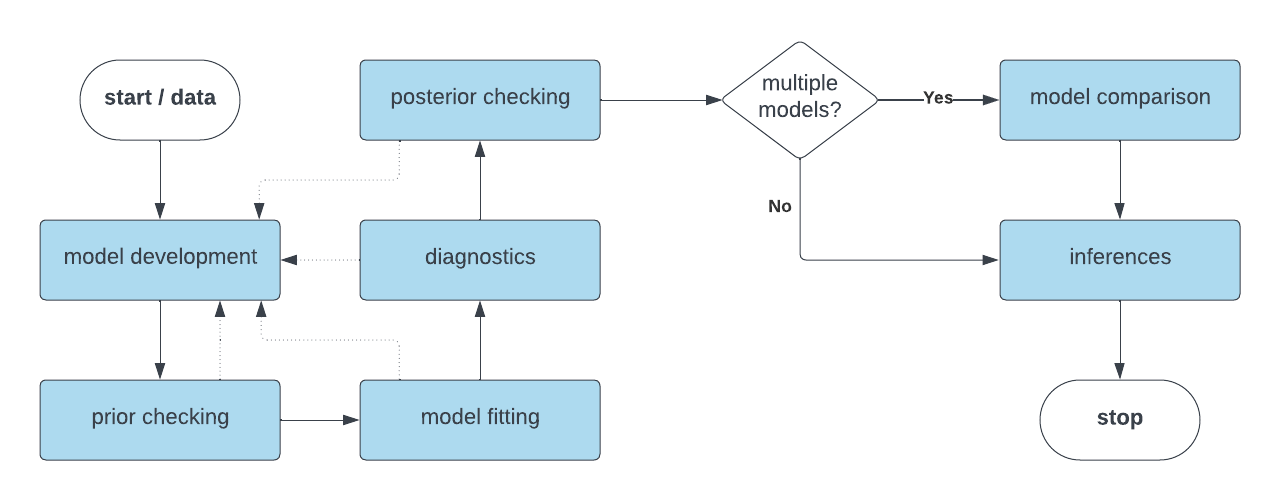 start / data
posterior checking
multiple
models?
Yes
model comparison
No
model development
diagnostics
inferences
prior checking
model fitting
stop